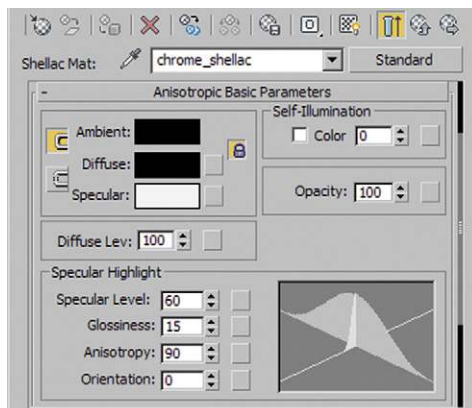 Shellac Mat: chrome_shellac Standard
- Anisotropic Basic Parameters
Self-Illumination
Ambient:
Color 0
Diffuse:
Specular:
Opacity: 100
Diffuse Lev: 100
Specular Highlight
Specular Level: 60
Glossiness: 15
Anisotropy: 90
Orientation: 0